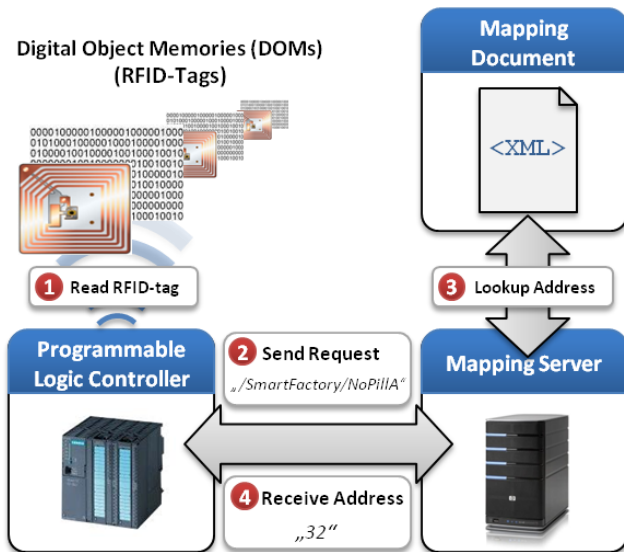 Digital Object Memories (DOMs)
(RFID-Tags)
Mapping
Document
<XML>
1 Read RFID-tag
3 Lookup Address
Programmable
Logic Controller
2 Send Request
„/SmartFactory/NoPillA“
Mapping Server
4 Receive Address
„32“